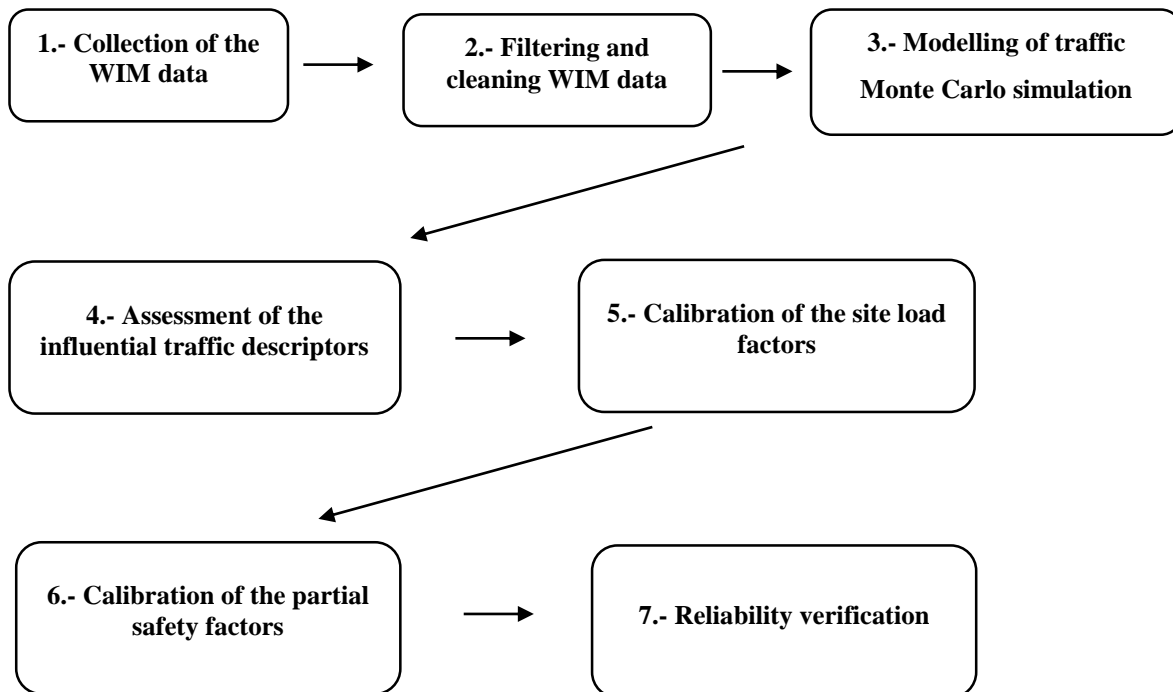 1.- Collection of the
WIM data
2.- Filtering and
cleaning WIM data
3.- Modelling of traffic
Monte Carlo simulation
4.- Assessment of the
influential traffic descriptors
5.- Calibration of the site load
factors
6.- Calibration of the partial
safety factors
7.- Reliability verification